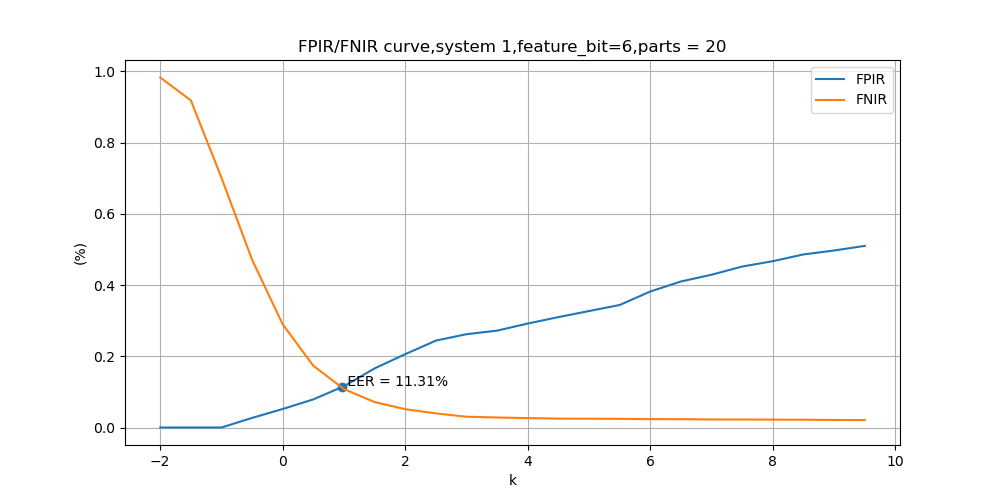 FPIR/FNIR curve,system 1,feature_bit=6,parts = 20
FPIR
FNIR
1.0
0.8
0.6
0.4
0.2
0.0
(%)
EER = 11.31%
−2
0
2
4
6
8
10
k